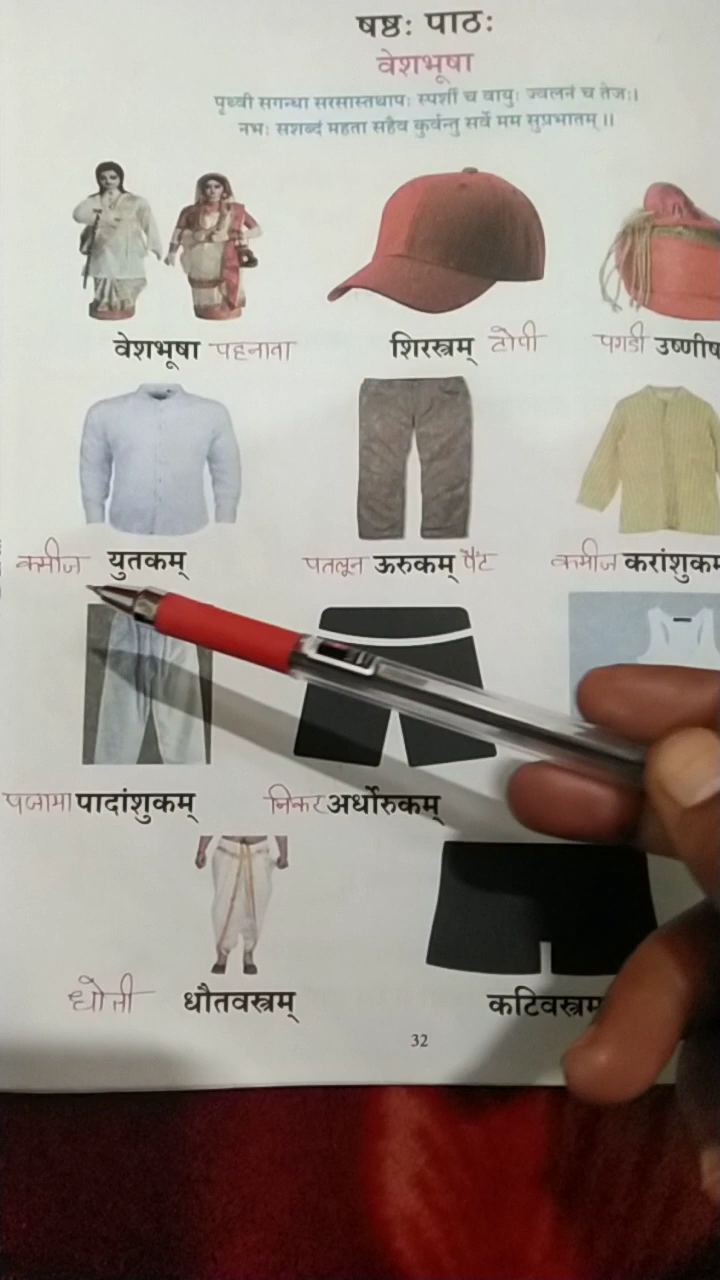 षष्ठः पाठः
वेशभूषा
पृथ्वी सगन्धा सरसास्तथापः स्पर्शी च वायुः ज्वलनं च तेजः।
नभः सशब्दं महता सहैव कुर्वन्तु सर्वे मम सुप्रभातम्॥
वेशभूषा पहनावा शिरस्त्रम् टोपी पगडी उष्णीष
कमीज युतकम् पतलून ऊरुकम् पैंट कमीज करांशुकम
पजामा पादांशुकम् निकर अर्धोरुकम्
धोती धौतवस्त्रम् कटिवस्त्रम
32